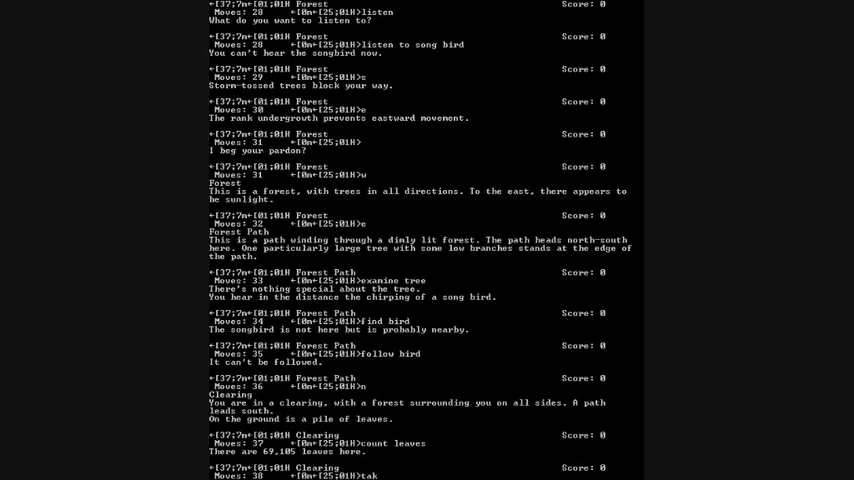 ←[37;7m←[01;01H Forest Score: 0
Moves: 28 ←[0m←[25;01H>listen
What do you want to listen to?
←[37;7m←[01;01H Forest Score: 0
Moves: 28 ←[0m←[25;01H>listen to song bird
You can't hear the songbird now.
←[37;7m←[01;01H Forest Score: 0
Moves: 29 ←[0m←[25;01H>s
Storm-tossed trees block your way.
←[37;7m←[01;01H Forest Score: 0
Moves: 30 ←[0m←[25;01H>e
The rank undergrowth prevents eastward movement.
←[37;7m←[01;01H Forest Score: 0
Moves: 31 ←[0m←[25;01H>
I beg your pardon?
←[37;7m←[01;01H Forest Score: 0
Moves: 31 ←[0m←[25;01H>w
Forest
This is a forest, with trees in all directions. To the east, there appears to
be sunlight.
←[37;7m←[01;01H Forest Score: 0
Moves: 32 ←[0m←[25;01H>e
Forest Path
This is a path winding through a dimly lit forest. The path heads north-south
here. One particularly large tree with some low branches stands at the edge of
the path.
←[37;7m←[01;01H Forest Path Score: 0
Moves: 33 ←[0m←[25;01H>examine tree
There's nothing special about the tree.
You hear in the distance the chirping of a song bird.
←[37;7m←[01;01H Forest Path Score: 0
Moves: 34 ←[0m←[25;01H>find bird
The songbird is not here but is probably nearby.
←[37;7m←[01;01H Forest Path Score: 0
Moves: 35 ←[0m←[25;01H>follow bird
It can't be followed.
←[37;7m←[01;01H Forest Path Score: 0
Moves: 36 ←[0m←[25;01H>n
Clearing
You are in a clearing, with a forest surrounding you on all sides. A path
leads south.
On the ground is a pile of leaves.
←[37;7m←[01;01H Clearing Score: 0
Moves: 37 ←[0m←[25;01H>count leaves
There are 69,105 leaves here.
←[37;7m←[01;01H Clearing Score: 0
Moves: 38 ←[0m←[25;01H>tak